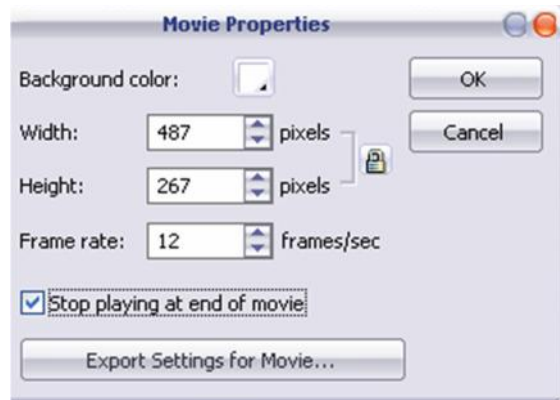 Movie Properties
Background color:
OK
Width: 487 pixels
Cancel
Height: 267 pixels
Frame rate: 12 frames/sec
Stop playing at end of movie
Export Settings for Movie...